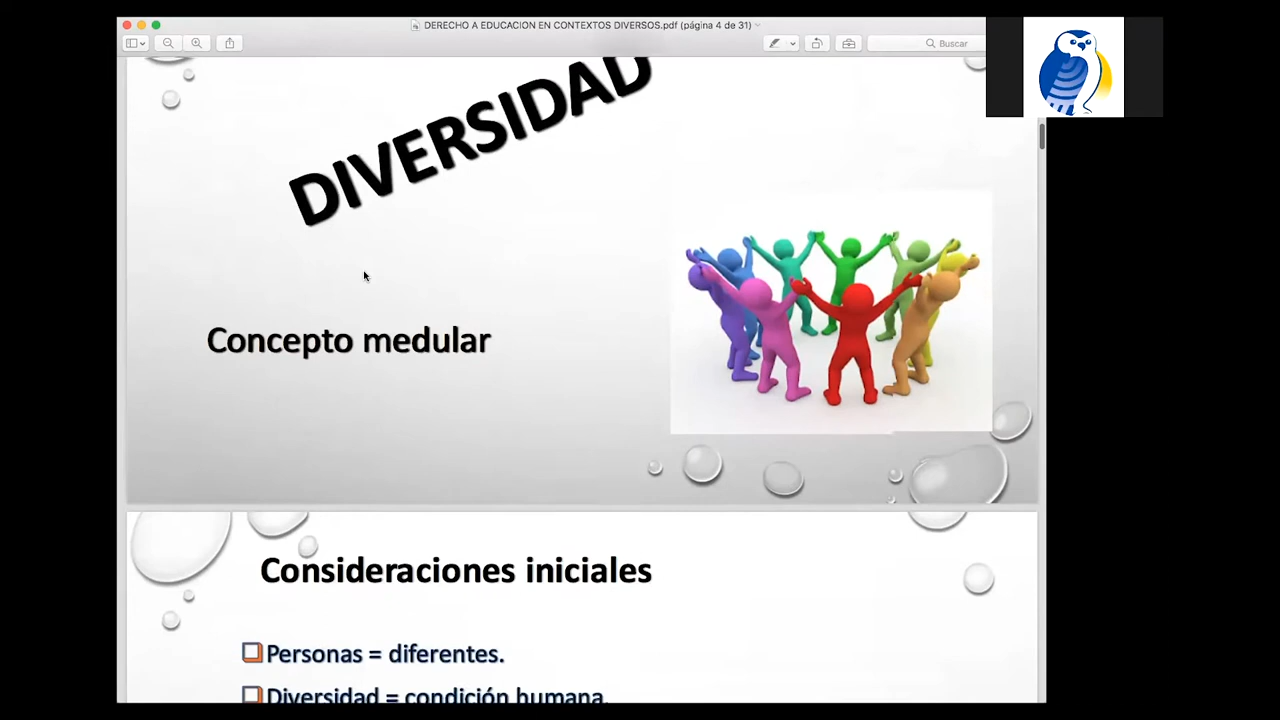 DERECHO A EDUCACION EN CONTEXTOS DIVERSOS.pdf (página 4 de 31)
Buscar
DIVERSIDAD
Concepto medular
Consideraciones iniciales
Personas = diferentes.
Diversidad = condición humana.